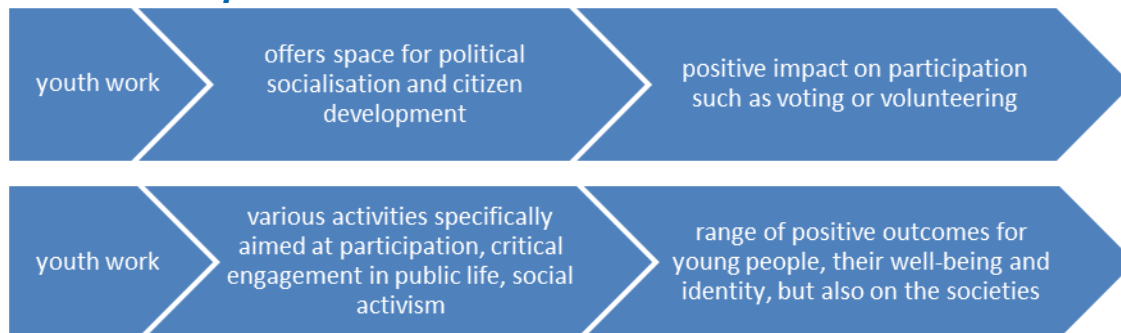 youth work
offers space for political
socialisation and citizen
development
positive impact on participation
such as voting or volunteering
youth work
various activities specifically
aimed at participation, critical
engagement in public life, social
activism
range of positive outcomes for
young people, their well-being and
identity, but also on the societies